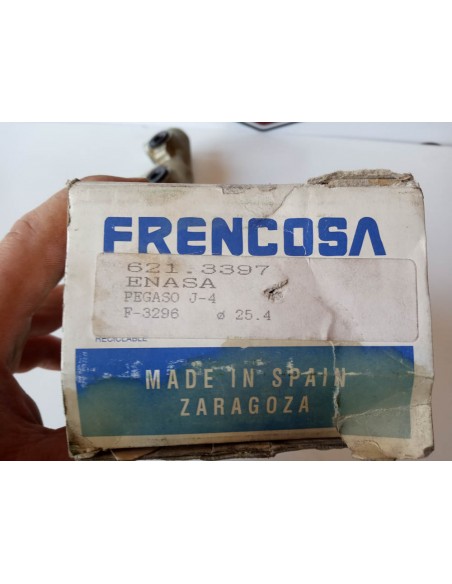 FRENCOSA
621.3397
ENASA
PEGASO J-4
F-3296 ø 25.4
RECICLABLE
MADE IN SPAIN
ZARAGOZA